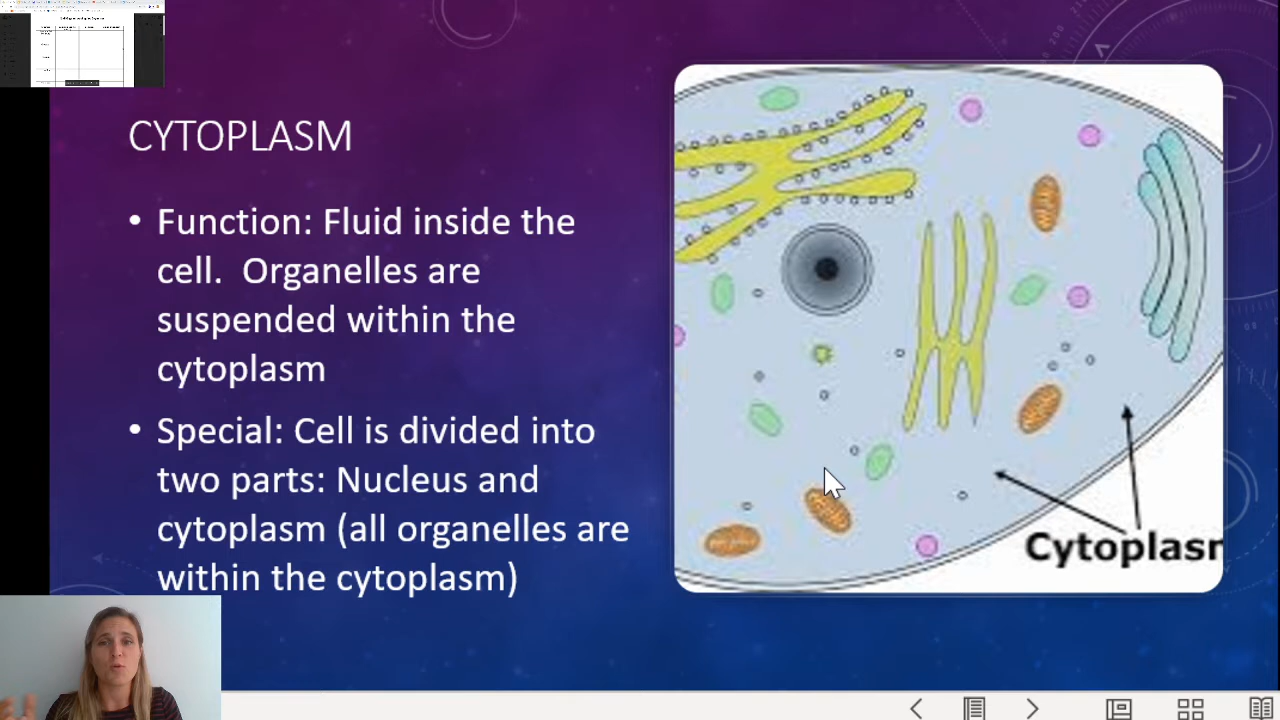 CYTOPLASM
• Function: Fluid inside the
cell.  Organelles are
suspended within the
cytoplasm
• Special: Cell is divided into
two parts: Nucleus and
cytoplasm (all organelles are
within the cytoplasm)
Cytoplasm